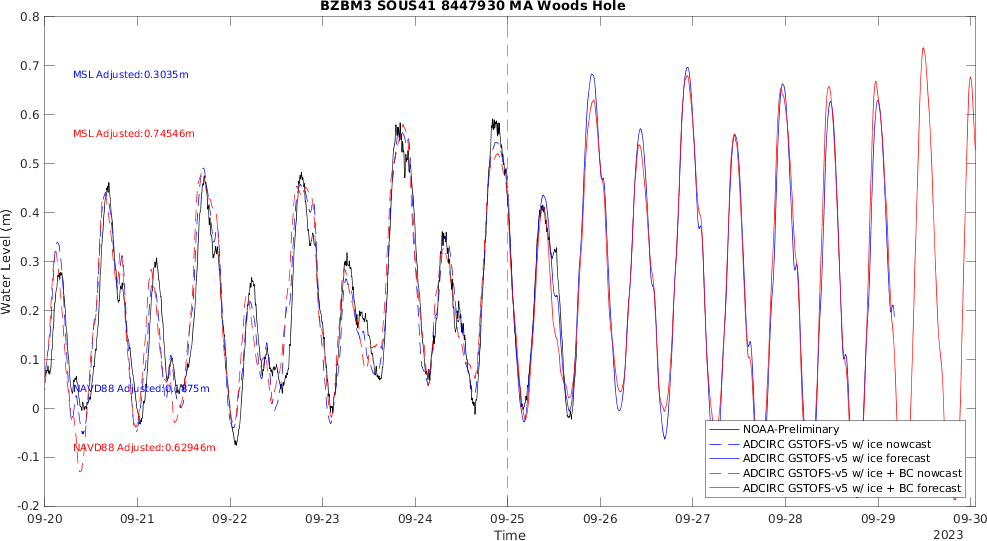 BZBM3 SOUS41 8447930 MA Woods Hole
Water Level (m)
0.8
0.7
0.6
0.5
0.4
0.3
0.2
0.1
0
-0.1
-0.2
MSL Adjusted:0.3035m
MSL Adjusted:0.74546m
NAVD88 Adjusted:0.1875m
NAVD88 Adjusted:0.62946m
NOAA-Preliminary
ADCIRC GSTOFS-v5 w/ ice nowcast
ADCIRC GSTOFS-v5 w/ ice forecast
ADCIRC GSTOFS-v5 w/ ice + BC nowcast
ADCIRC GSTOFS-v5 w/ ice + BC forecast
09-20 09-21 09-22 09-23 09-24 09-25 09-26 09-27 09-28 09-29 09-30
Time
2023